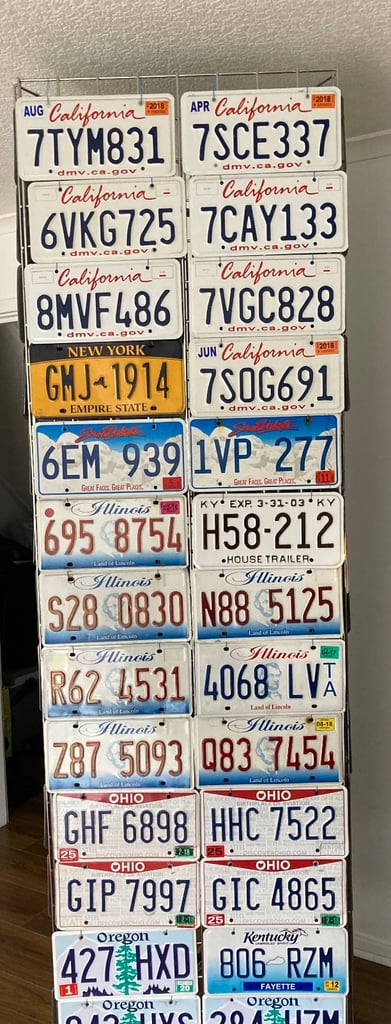 AUG California 2018
7TYM831
dmv.ca.gov
APR California 2018
7SCE337
dmv.ca.gov
California
6VKG725
dmv.ca.gov
California
7CAY133
dmv.ca.gov
California
8MVF486
dmv.ca.gov
California
7VGC828
dmv.ca.gov
NEW YORK
GMJ 1914
EMPIRE STATE
JUN California 2018
7SOG691
dmv.ca.gov
South Dakota
6EM 939
GREAT FACES. GREAT PLACES.
South Dakota
1VP 277
11
GREAT FACES. GREAT PLACES.
Illinois
695 8754
Land of Lincoln
KY EXP. 3-31-03 KY
H58-212
HOUSE TRAILER
Illinois
S28 0830
Land of Lincoln
Illinois
N88 5125
Land of Lincoln
Illinois
R62 4531
Land of Lincoln
Illinois
4068 LV TA
Land of Lincoln
Illinois
Z87 5093
Land of Lincoln
Illinois 08-18
Q83 7454
Land of Lincoln
OHIO
GHF 6898
25
OHIO
HHC 7522
25
OHIO
GIP 7997
25
OHIO
GIC 4865
25
Oregon
427 HXD
1 20
Kentucky
806 RZM
FAYETTE 12
Oregon
Oregon